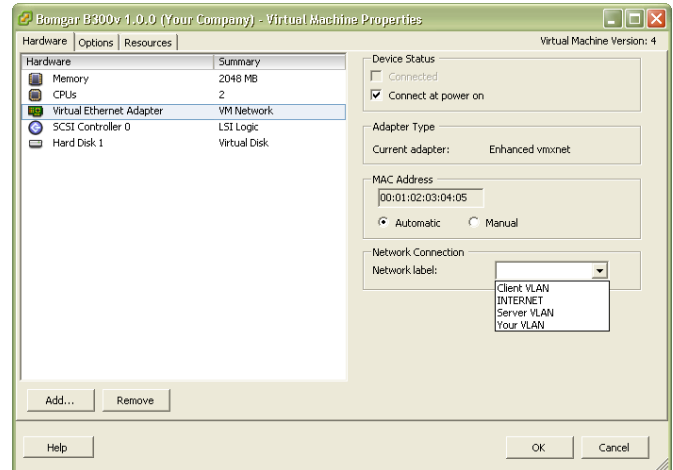 Bomgar B300v 1.0.0 (Your Company) - Virtual Machine Properties
Hardware Options Resources Virtual Machine Version: 4
Hardware Summary
Memory 2048 MB
CPUs 2
Virtual Ethernet Adapter VM Network
SCSI Controller 0 LSI Logic
Hard Disk 1 Virtual Disk
Device Status
Connected
Connect at power on
Adapter Type
Current adapter: Enhanced vmxnet
MAC Address
00:01:02:03:04:05
Automatic Manual
Network Connection
Network label:
Client VLAN
INTERNET
Server VLAN
Your VLAN
Add... Remove
Help OK Cancel